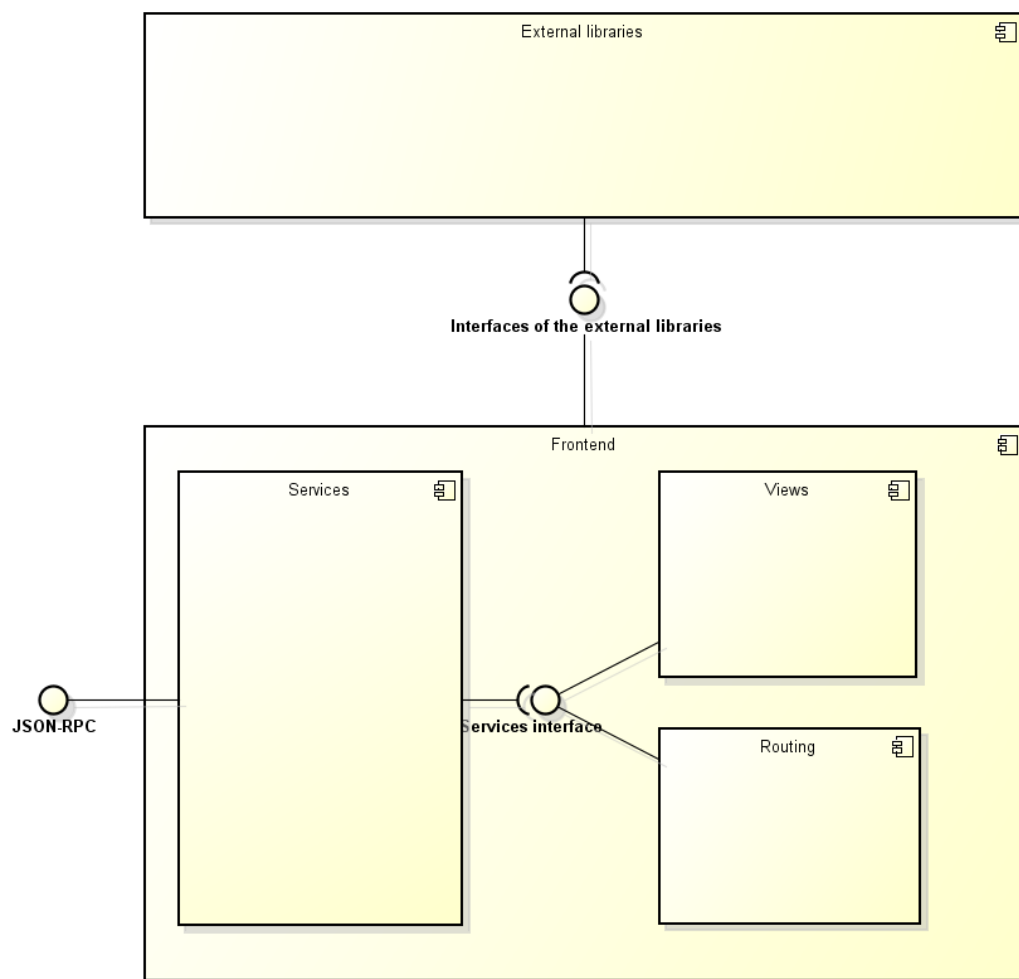 External libraries
Interfaces of the external libraries
Frontend
Services
Views
JSON-RPC
Services interface
Routing